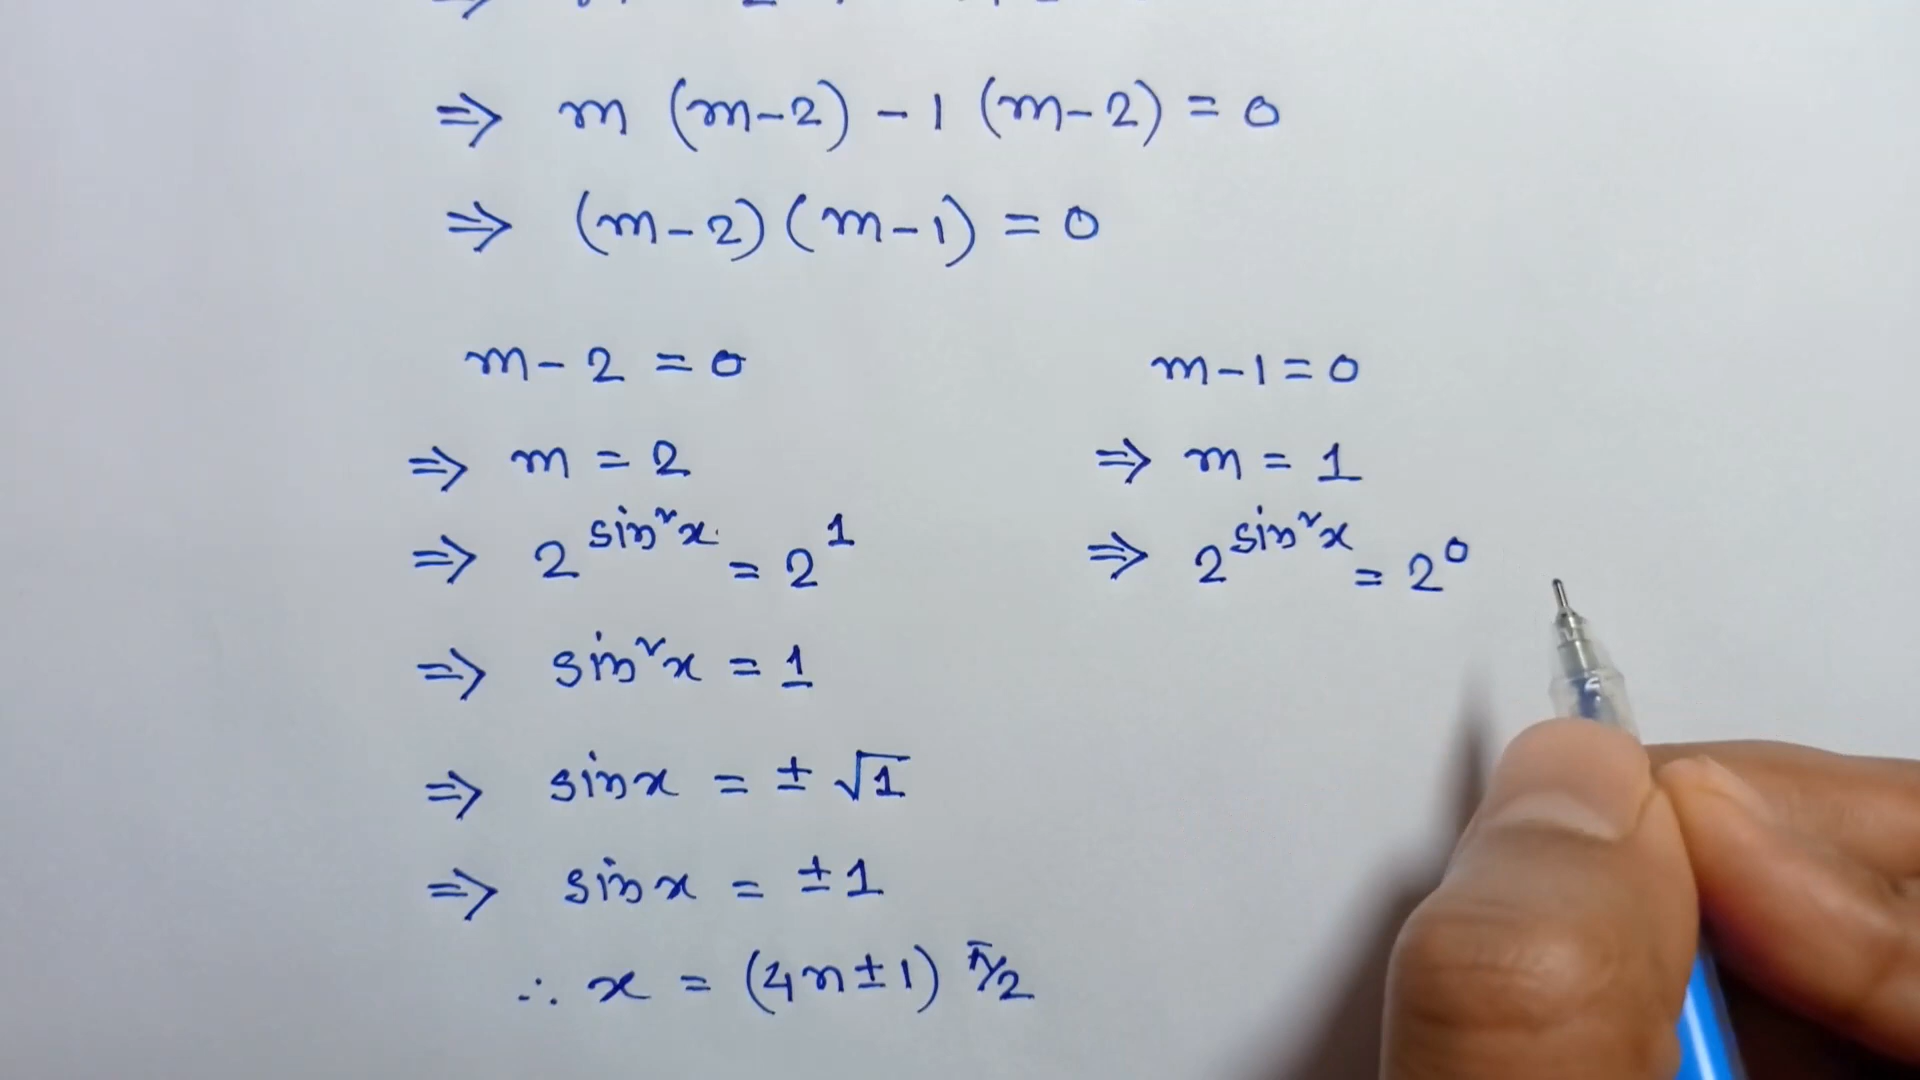 ⇒ m (m-2) - 1 (m-2) = 0
⇒ (m-2) (m-1) = 0
m - 2 = 0
⇒ m = 2
⇒ 2^sin²x = 2^1
⇒ sin²x = 1
⇒ sinx = ± √1
⇒ sinx = ±1
∴ x = (4n±1) π/2
m-1=0
⇒ m = 1
⇒ 2^sin²x = 2^0